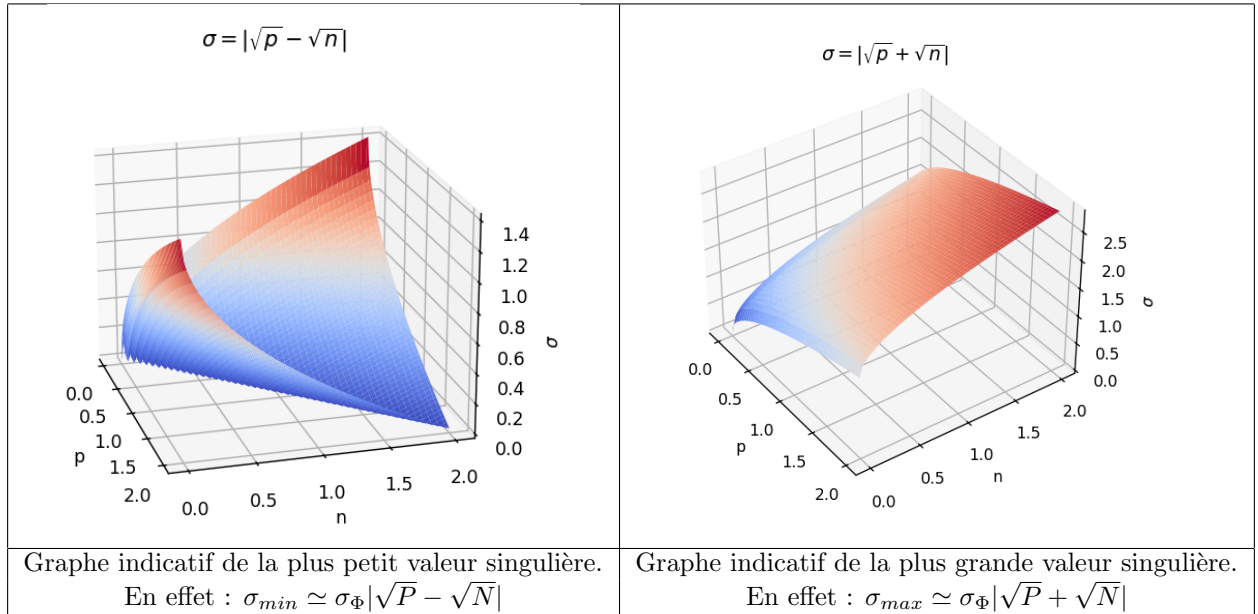 σ = |√p − √n|
1.4
1.2
1.0
0.8
0.6
0.4
0.2
0.0
σ
0.0
0.5
1.0
1.5
2.0
p
0.0
0.5
1.0
1.5
2.0
n
Graphe indicatif de la plus petit valeur singulière.
En effet : σ_min ≃ σ_Φ|√P − √N|
σ = |√p + √n|
2.5
2.0
1.5
1.0
0.5
0.0
σ
0.0
0.5
1.0
1.5
2.0
p
0.0
0.5
1.0
1.5
2.0
n
Graphe indicatif de la plus grande valeur singulière.
En effet : σ_max ≃ σ_Φ|√P + √N|